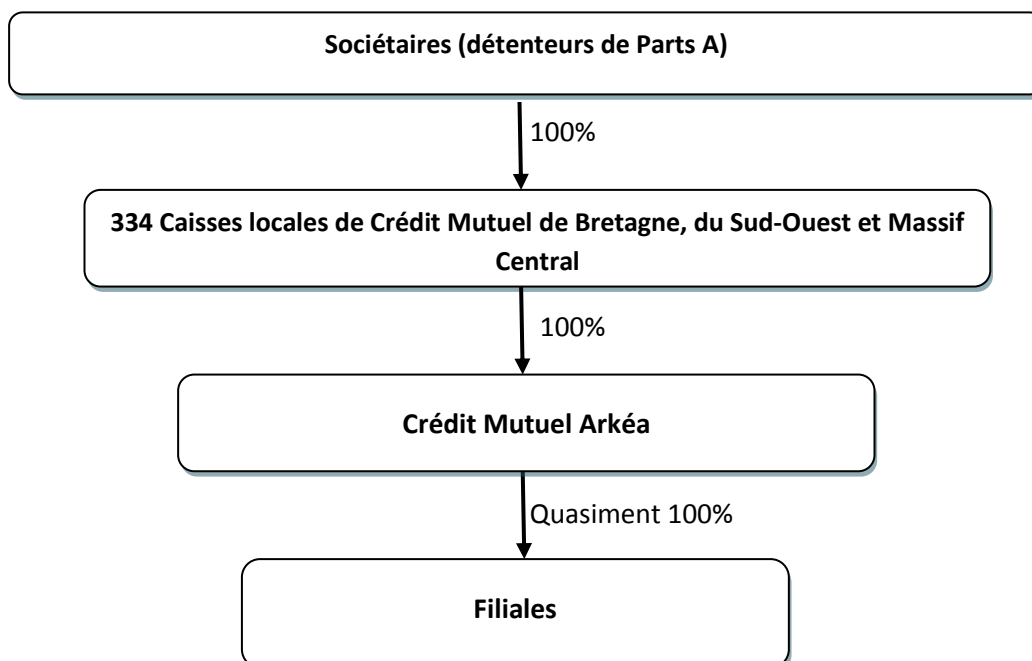 Sociétaires (détenteurs de Parts A)
100%
334 Caisses locales de Crédit Mutuel de Bretagne, du Sud-Ouest et Massif
Central
100%
Crédit Mutuel Arkéa
Quasiment 100%
Filiales